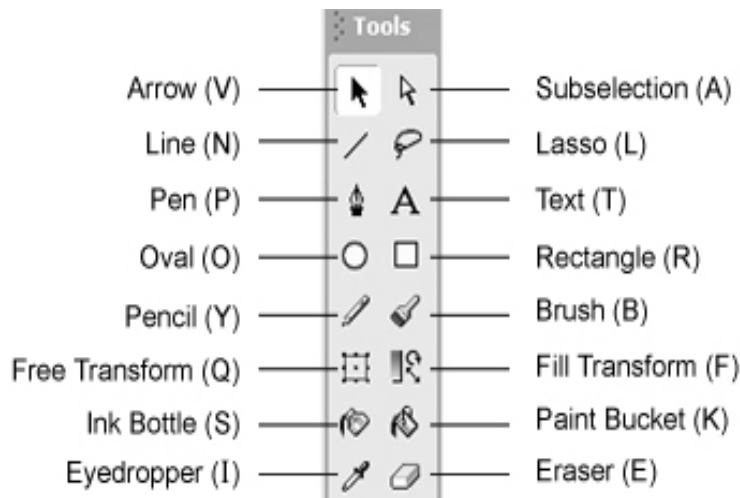 Tools
Arrow (V)
Subselection (A)
Line (N)
Lasso (L)
Pen (P)
Text (T)
Oval (O)
Rectangle (R)
Pencil (Y)
Brush (B)
Free Transform (Q)
Fill Transform (F)
Ink Bottle (S)
Paint Bucket (K)
Eyedropper (I)
Eraser (E)